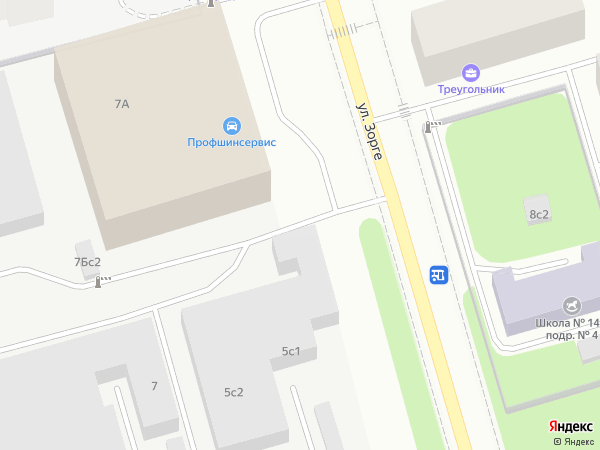 7А
Треугольник
ул. Зорге
Профшинсервис
8с2
7Бс2
Школа № 14
подр. № 4
5с1
7
5с2
Яндекс
© Яндекс